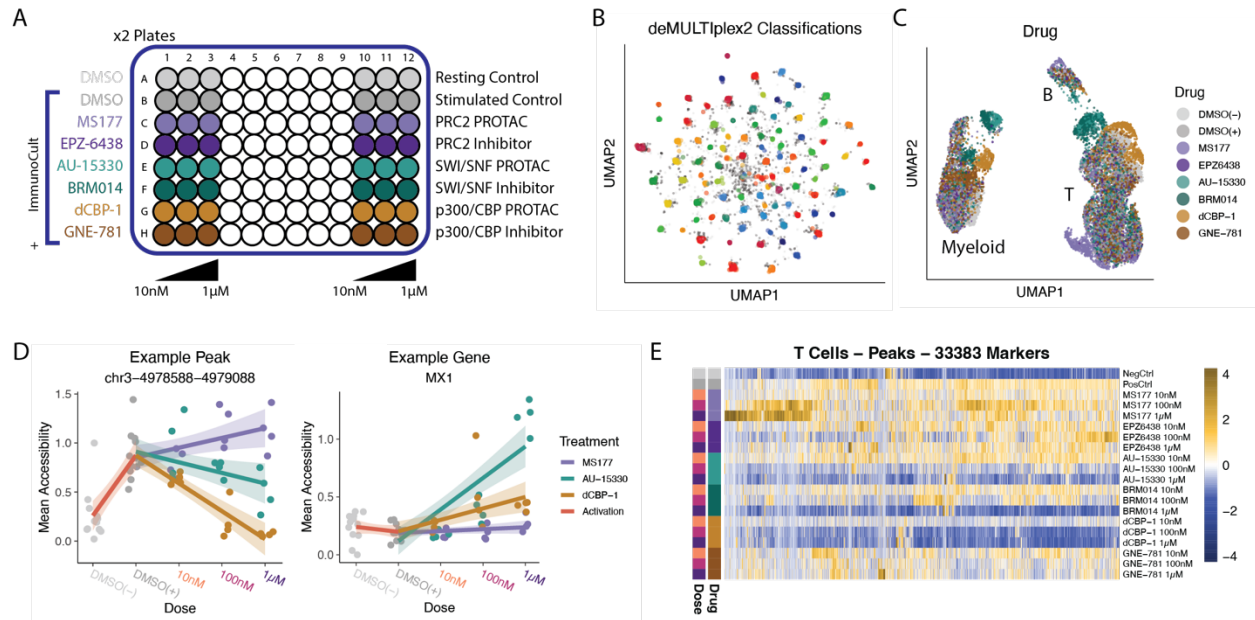 A
x2 Plates
1 2 3 4 5 6 7 8 9 10 11 12
DMSO A Resting Control
DMSO B Stimulated Control
MS177 C PRC2 PROTAC
EPZ-6438 D PRC2 Inhibitor
AU-15330 E SWI/SNF PROTAC
BRM014 F SWI/SNF Inhibitor
dCBP-1 G p300/CBP PROTAC
GNE-781 H p300/CBP Inhibitor
+ ImmunoCult
10nM 1µM 10nM 1µM
B
deMULTIplex2 Classifications
UMAP2
UMAP1
C
Drug
B
T
Myeloid
UMAP2
UMAP1
Drug
DMSO(-)
DMSO(+)
MS177
EPZ6438
AU-15330
BRM014
dCBP-1
GNE-781
D
Example Peak
chr3-4978588-4979088
Mean Accessibility
1.5
1.0
0.5
0.0
DMSO(-) DMSO(+) 10nM 100nM 1µM
Dose
Example Gene
MX1
Mean Accessibility
1.2
0.8
0.4
0.0
DMSO(-) DMSO(+) 10nM 100nM 1µM
Dose
Treatment
MS177
AU-15330
dCBP-1
Activation
E
T Cells – Peaks – 33383 Markers
NegCtrl
PosCtrl
MS177 10nM
MS177 100nM
MS177 1µM
EPZ6438 10nM
EPZ6438 100nM
EPZ6438 1µM
AU-15330 10nM
AU-15330 100nM
AU-15330 1µM
BRM014 10nM
BRM014 100nM
BRM014 1µM
dCBP-1 10nM
dCBP-1 100nM
dCBP-1 1µM
GNE-781 10nM
GNE-781 100nM
GNE-781 1µM
Dose Drug
4
2
0
-2
-4